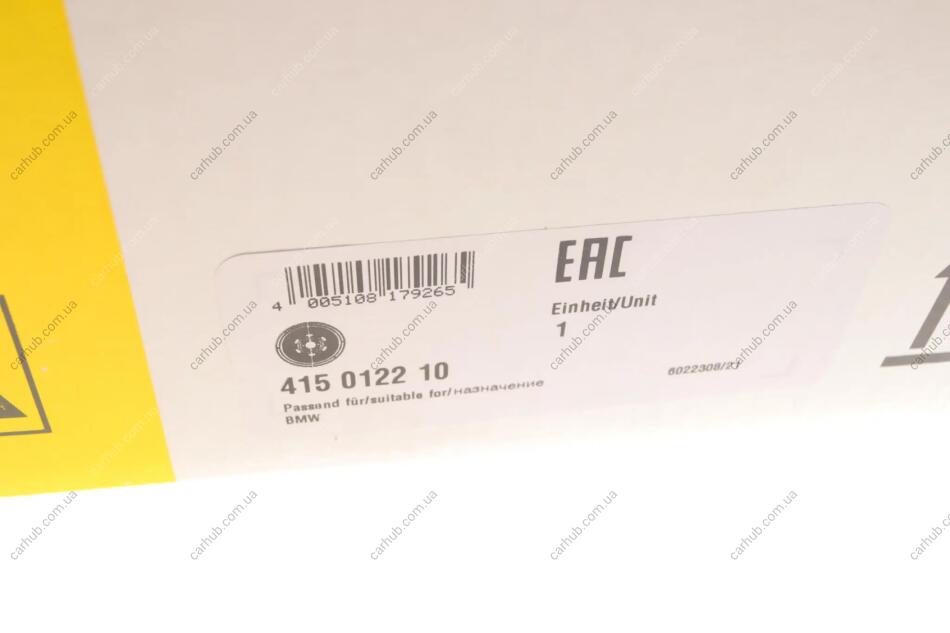 EAC
4 005108 179265
Einheit/Unit
1
415 0122 10
6022308/23
Passend für/suitable for/назначение
BMW
carhub.com.ua